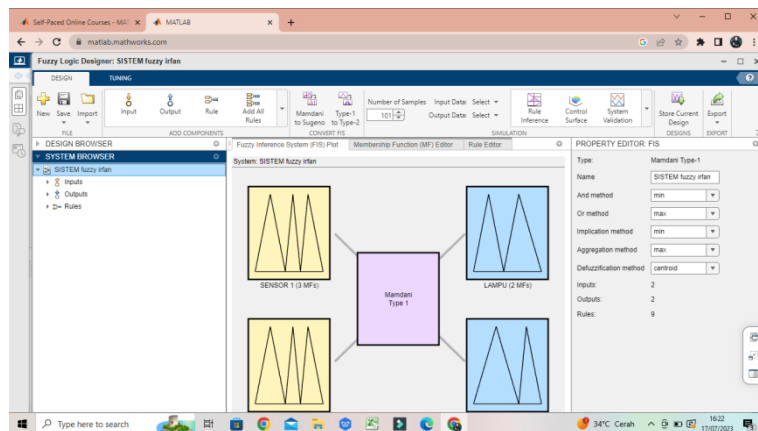 Self-Paced Online Courses - MAT
MATLAB
matlab.mathworks.com
Fuzzy Logic Designer: SISTEM fuzzy irfan
DESIGN
TUNING
New
Save
Import
Input
Output
Rule
Add All Rules
Mamdani to Sugeno
Type-1 to Type-2
Number of Samples
101
Input Data: Select
Output Data: Select
Rule Inference
Control Surface
System Validation
Store Current Design
Export
FILE
ADD COMPONENTS
CONVERT FIS
SIMULATION
DESIGNS
EXPORT
DESIGN BROWSER
SYSTEM BROWSER
SISTEM fuzzy irfan
Inputs
Outputs
Rules
Fuzzy Inference System (FIS) Plot
Membership Function (MF) Editor
Rule Editor
System: SISTEM fuzzy irfan
SENSOR 1 (3 MFs)
Mamdani
Type 1
LAMPU (2 MFs)
PROPERTY EDITOR: FIS
Type: Mamdani Type-1
Name SISTEM fuzzy irfan
And method min
Or method max
Implication method min
Aggregation method max
Defuzzification method centroid
Inputs: 2
Outputs: 2
Rules: 9
Type here to search
34°C Cerah
16:22
17/07/2023